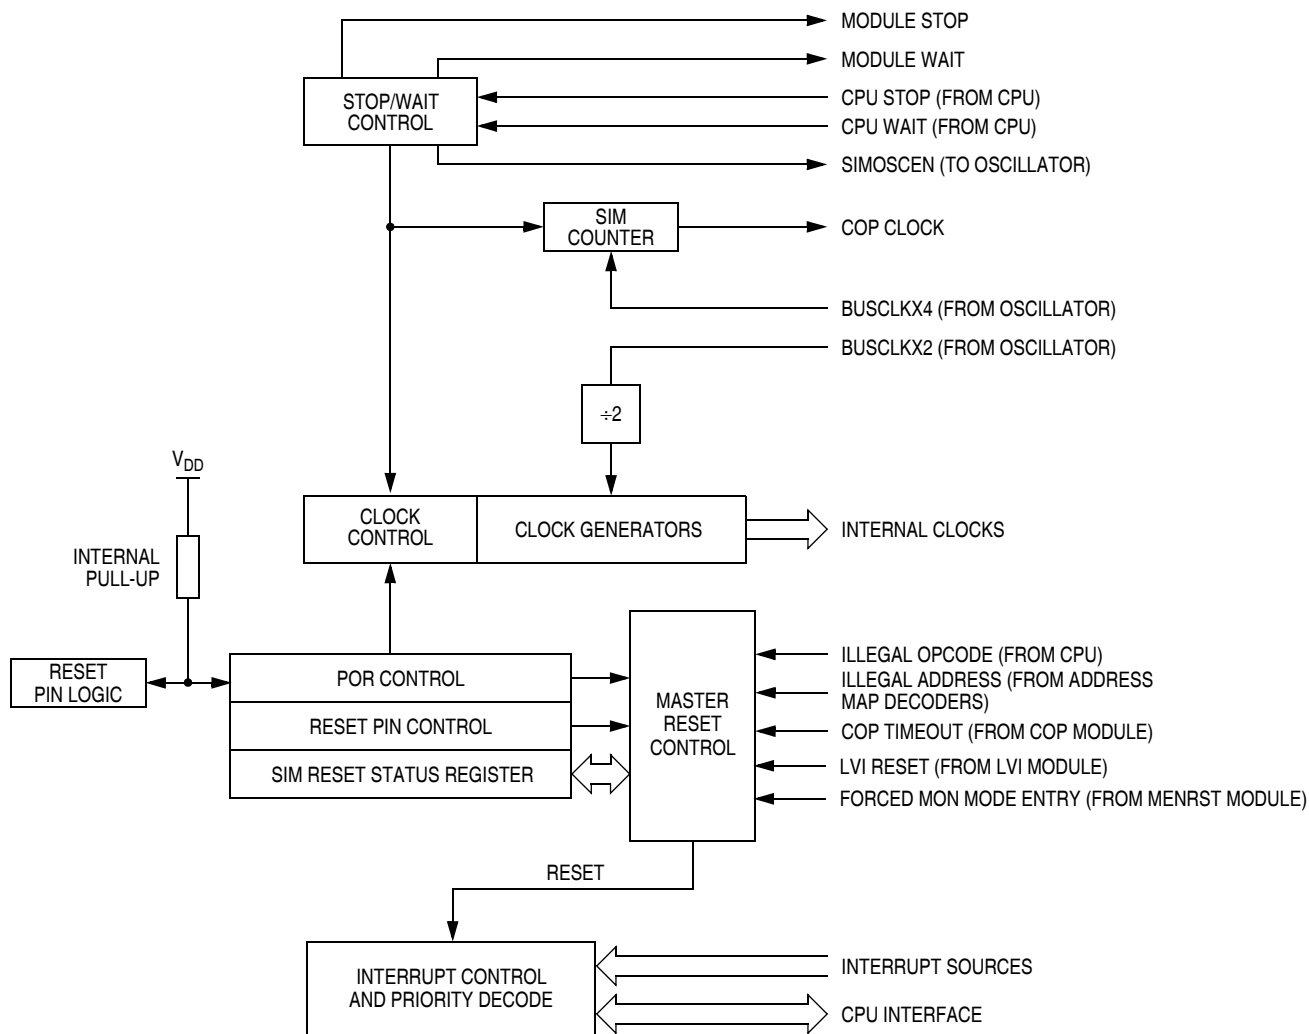 MODULE STOP
MODULE WAIT
STOP/WAIT
CONTROL
CPU STOP (FROM CPU)
CPU WAIT (FROM CPU)
SIMOSCEN (TO OSCILLATOR)
SIM
COUNTER
COP CLOCK
BUSCLKX4 (FROM OSCILLATOR)
BUSCLKX2 (FROM OSCILLATOR)
÷2
VDD
CLOCK
CONTROL
CLOCK GENERATORS
INTERNAL CLOCKS
INTERNAL
PULL-UP
RESET
PIN LOGIC
POR CONTROL
RESET PIN CONTROL
SIM RESET STATUS REGISTER
MASTER
RESET
CONTROL
ILLEGAL OPCODE (FROM CPU)
ILLEGAL ADDRESS (FROM ADDRESS
MAP DECODERS)
COP TIMEOUT (FROM COP MODULE)
LVI RESET (FROM LVI MODULE)
FORCED MON MODE ENTRY (FROM MENRST MODULE)
RESET
INTERRUPT CONTROL
AND PRIORITY DECODE
INTERRUPT SOURCES
CPU INTERFACE